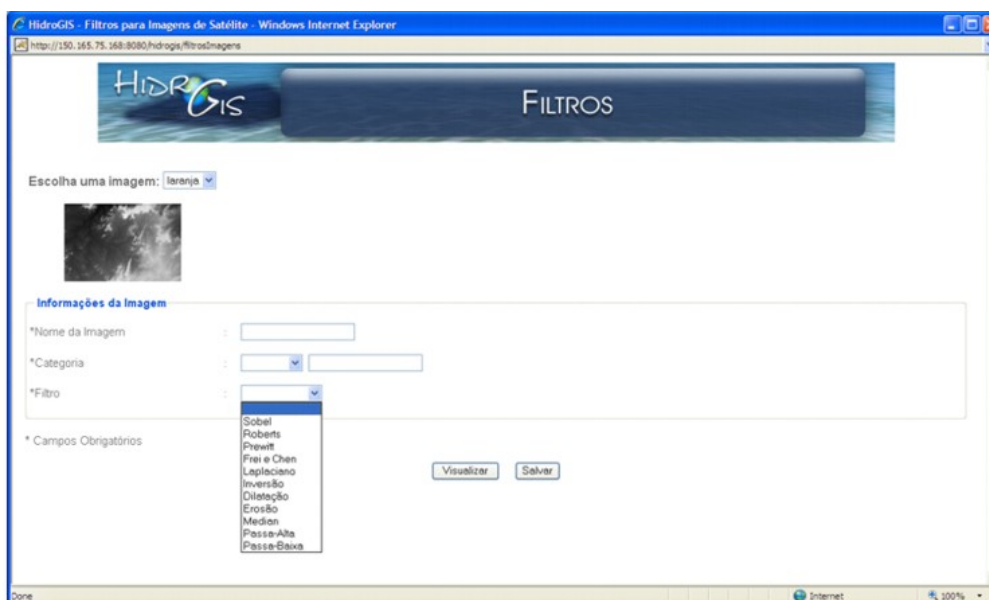 HidroGIS - Filtros para Imagens de Satélite - Windows Internet Explorer
http://150.165.75.168:8080/hidrogis/filtrosImagens
HIDRO GIS
FILTROS
Escolha uma imagem: laranja
Informações da Imagem
*Nome da Imagem :
*Categoria :
*Filtro :
Sobel
Roberts
Prewitt
Frei e Chen
Laplaciano
Inversão
Dilatação
Erosão
Median
Passa-Alta
Passa-Baixa
* Campos Obrigatórios
Visualizar Salvar
Done Internet 100%